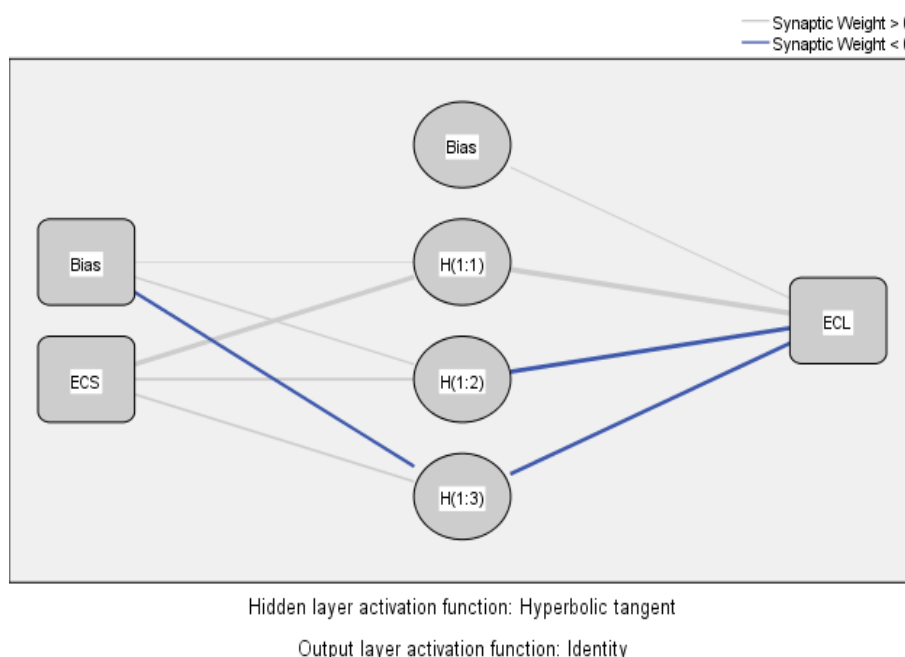 Synaptic Weight >
Synaptic Weight <
Bias
Bias
H(1:1)
ECL
ECS
H(1:2)
H(1:3)
Hidden layer activation function: Hyperbolic tangent
Output layer activation function: Identity